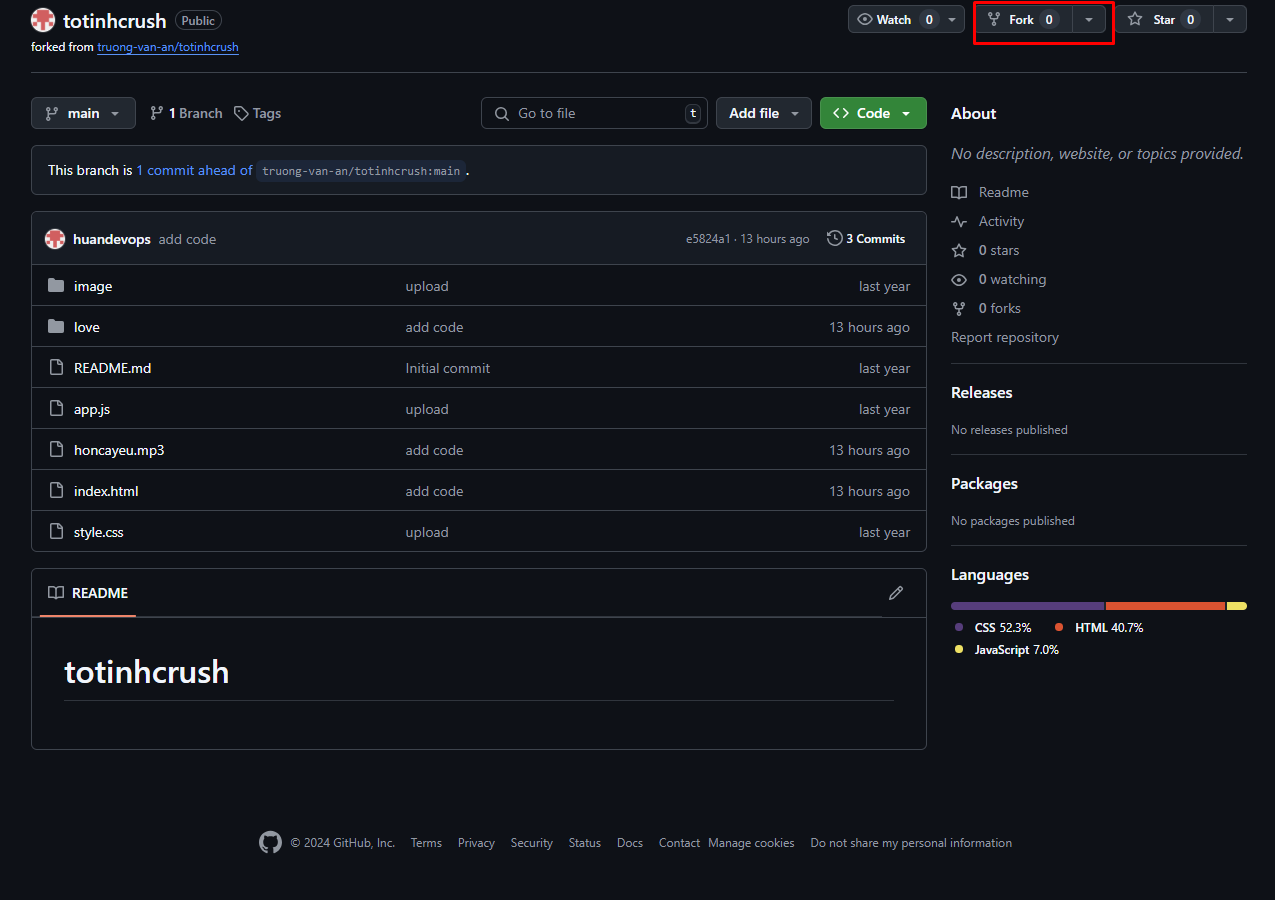 totinhcrush Public Watch 0 Fork 0 Star 0
forked from truong-van-an/totinhcrush
main 1 Branch Tags Go to file t Add file Code
This branch is 1 commit ahead of truong-van-an/totinhcrush:main .
huandevops add code e5824a1 · 13 hours ago 3 Commits
image upload last year
love add code 13 hours ago
README.md Initial commit last year
app.js upload last year
honcayeu.mp3 add code 13 hours ago
index.html add code 13 hours ago
style.css upload last year
README
totinhcrush
About
No description, website, or topics provided.
Readme
Activity
0 stars
0 watching
0 forks
Report repository
Releases
No releases published
Packages
No packages published
Languages
CSS 52.3% HTML 40.7%
JavaScript 7.0%
© 2024 GitHub, Inc. Terms Privacy Security Status Docs Contact Manage cookies Do not share my personal information